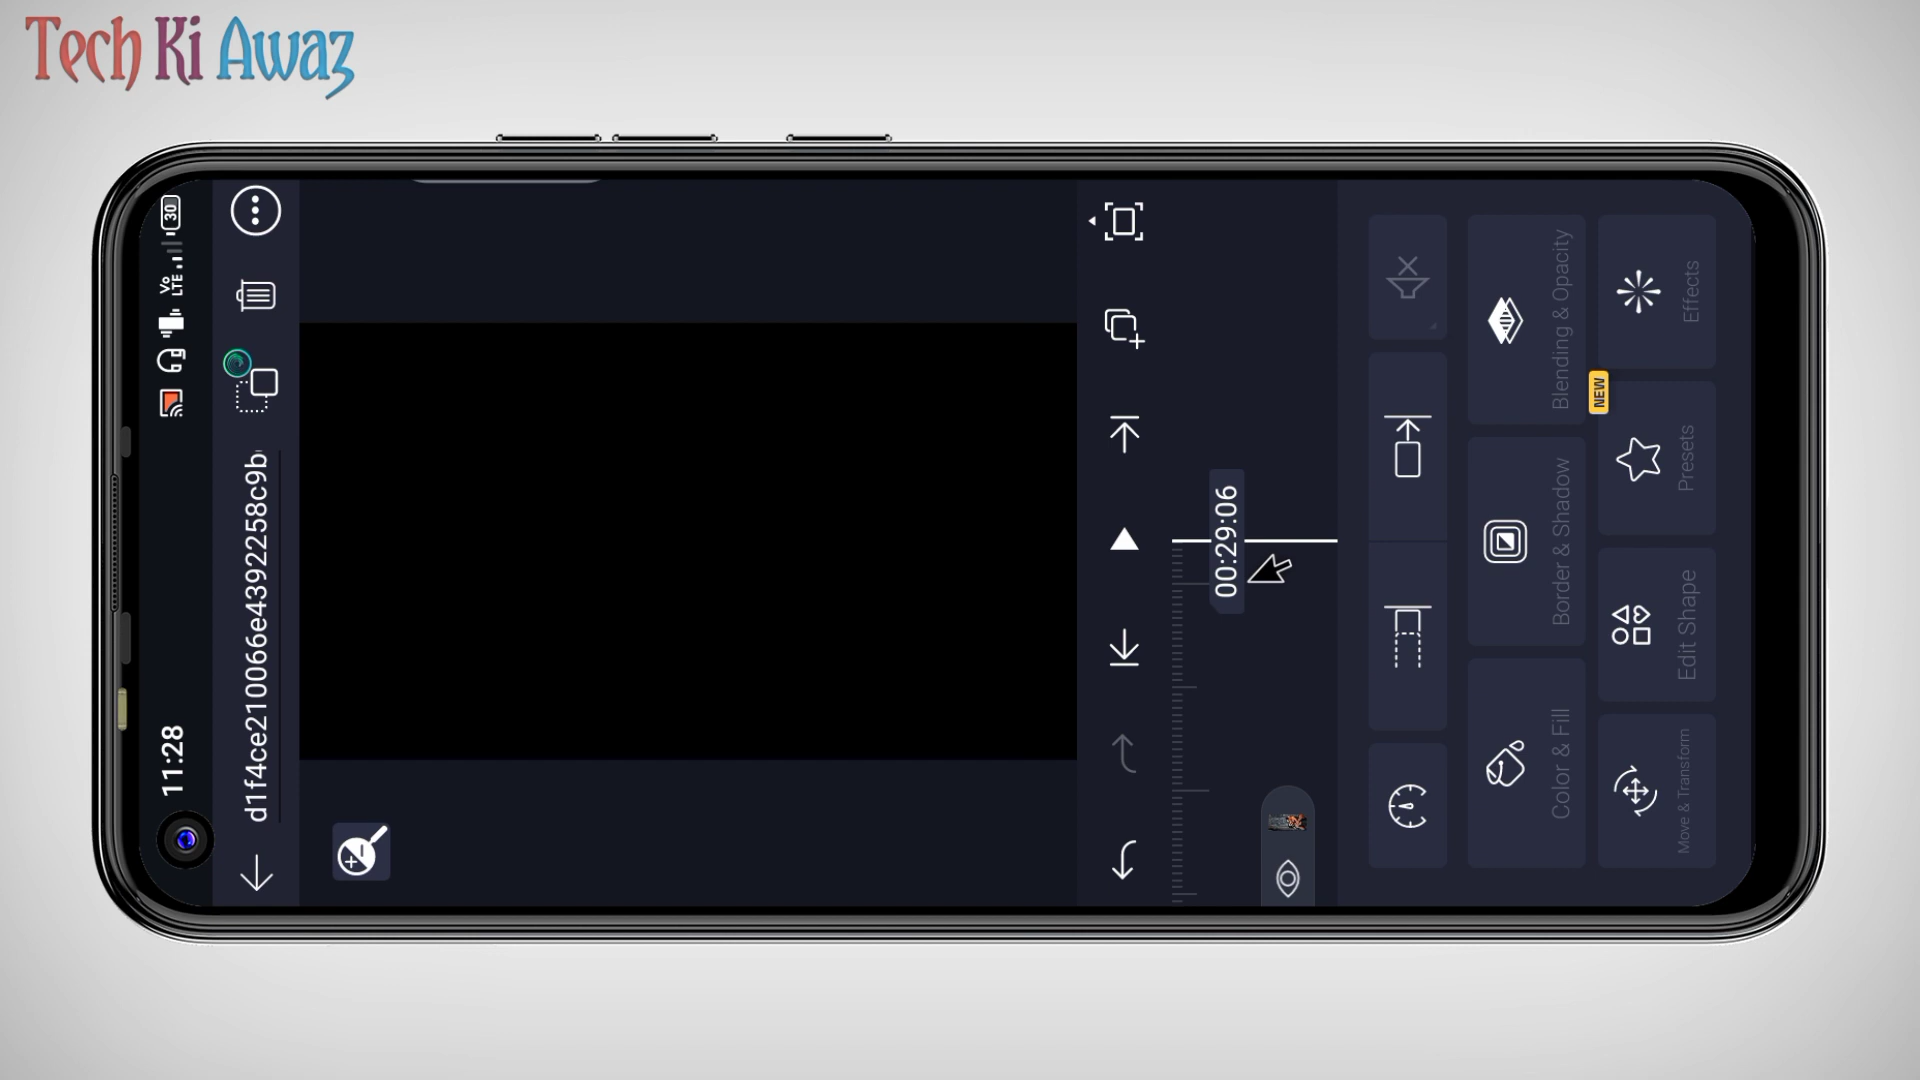 Tech Ki Awaz
11:28
Vo
LTE
30
d1f4ce210066e4392258c9b
00:29:06
Color & Fill
Border & Shadow
Blending & Opacity
Move & Transform
Edit Shape
Presets
NEW
Effects